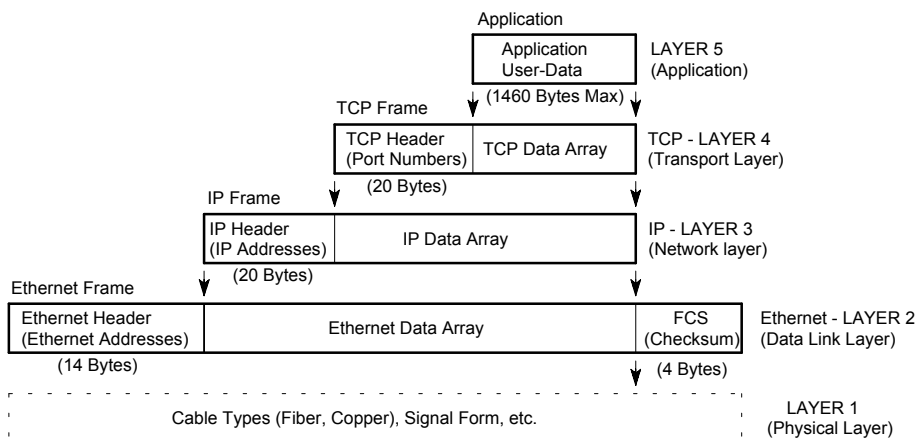 Application
Application
User-Data
LAYER 5
(Application)
(1460 Bytes Max)
TCP Frame
TCP Header
(Port Numbers)
TCP Data Array
TCP - LAYER 4
(Transport Layer)
(20 Bytes)
IP Frame
IP Header
(IP Addresses)
IP Data Array
IP - LAYER 3
(Network layer)
(20 Bytes)
Ethernet Frame
Ethernet Header
(Ethernet Addresses)
Ethernet Data Array
FCS
(Checksum)
Ethernet - LAYER 2
(Data Link Layer)
(14 Bytes)
(4 Bytes)
Cable Types (Fiber, Copper), Signal Form, etc.
LAYER 1
(Physical Layer)